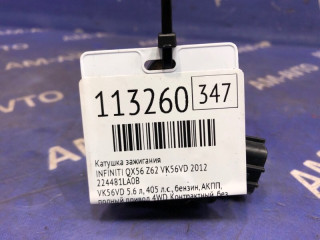 113260 347
Катушка зажигания
INFINITI QX56 Z62 VK56VD 2012
224481LA0B
VK56VD 5.6 л, 405 л.с., бензин, АКПП,
полный привод 4WD, Контрактный, без